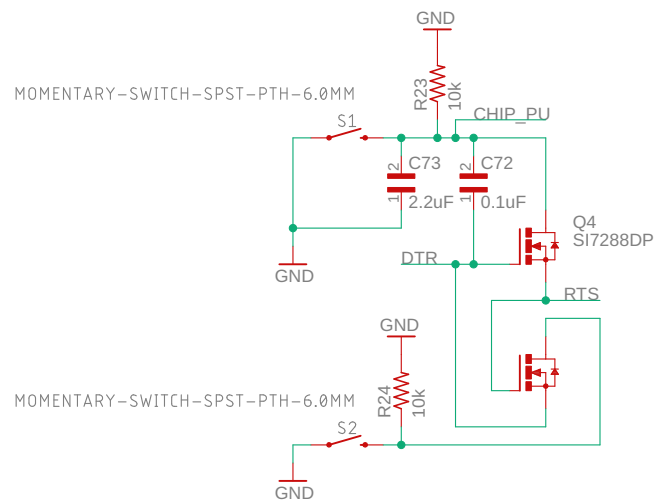 GND
R23
10k
MOMENTARY-SWITCH-SPST-PTH-6.0MM
S1
CHIP_PU
2 C73
1 2.2uF
2 C72
1 0.1uF
Q4
SI7288DP
DTR
GND
RTS
GND
R24
10k
MOMENTARY-SWITCH-SPST-PTH-6.0MM
S2
GND